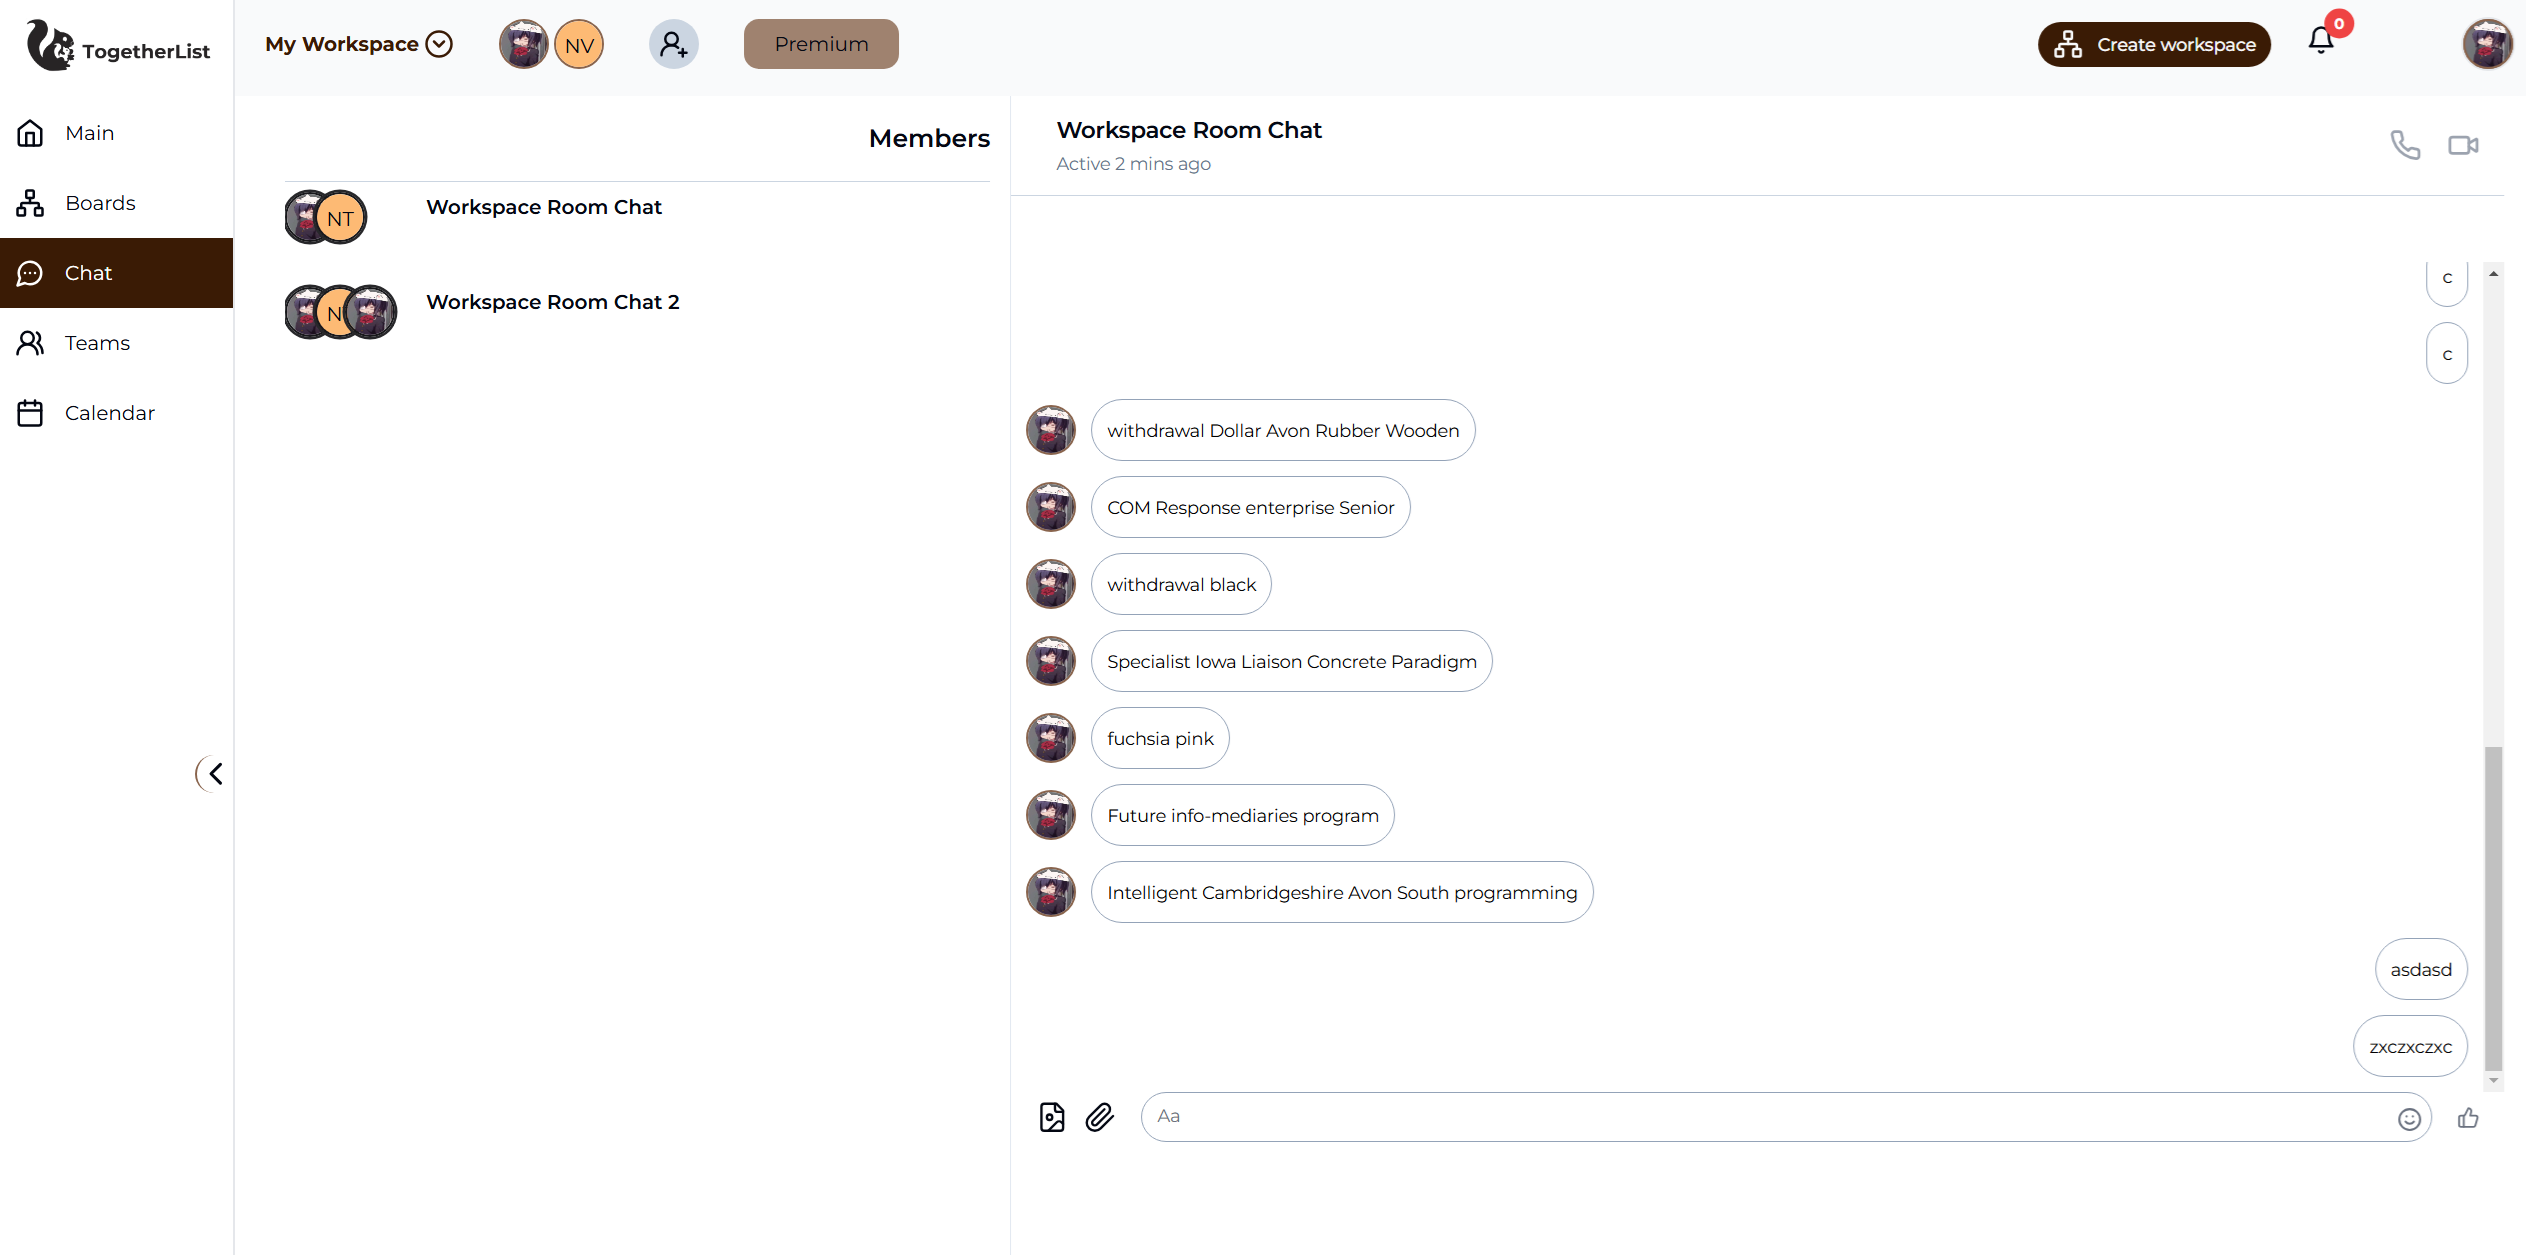 TogetherList
My Workspace
NV
Premium
Create workspace
0
Main
Boards
Chat
Teams
Calendar
Members
NT
Workspace Room Chat
N
Workspace Room Chat 2
Workspace Room Chat
Active 2 mins ago
c
c
withdrawal Dollar Avon Rubber Wooden
COM Response enterprise Senior
withdrawal black
Specialist Iowa Liaison Concrete Paradigm
fuchsia pink
Future info-mediaries program
Intelligent Cambridgeshire Avon South programming
asdasd
zxczxczxc
Aa